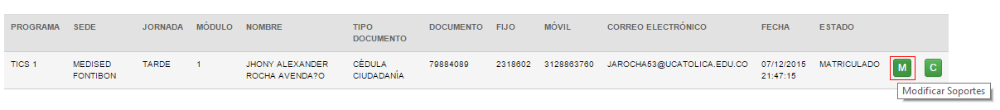 PROGRAMA SEDE JORNADA MÓDULO NOMBRE TIPO DOCUMENTO DOCUMENTO FIJO MÓVIL CORREO ELECTRÓNICO FECHA ESTADO
TICS 1 MEDISED FONTIBON TARDE 1 JHONY ALEXANDER ROCHA AVENDA?O CÉDULA CIUDADANÍA 79884089 2318602 3128863760 JAROCHA53@UCATOLICA.EDU.CO 07/12/2015 21:47:15 MATRICULADO M C
Modificar Soportes